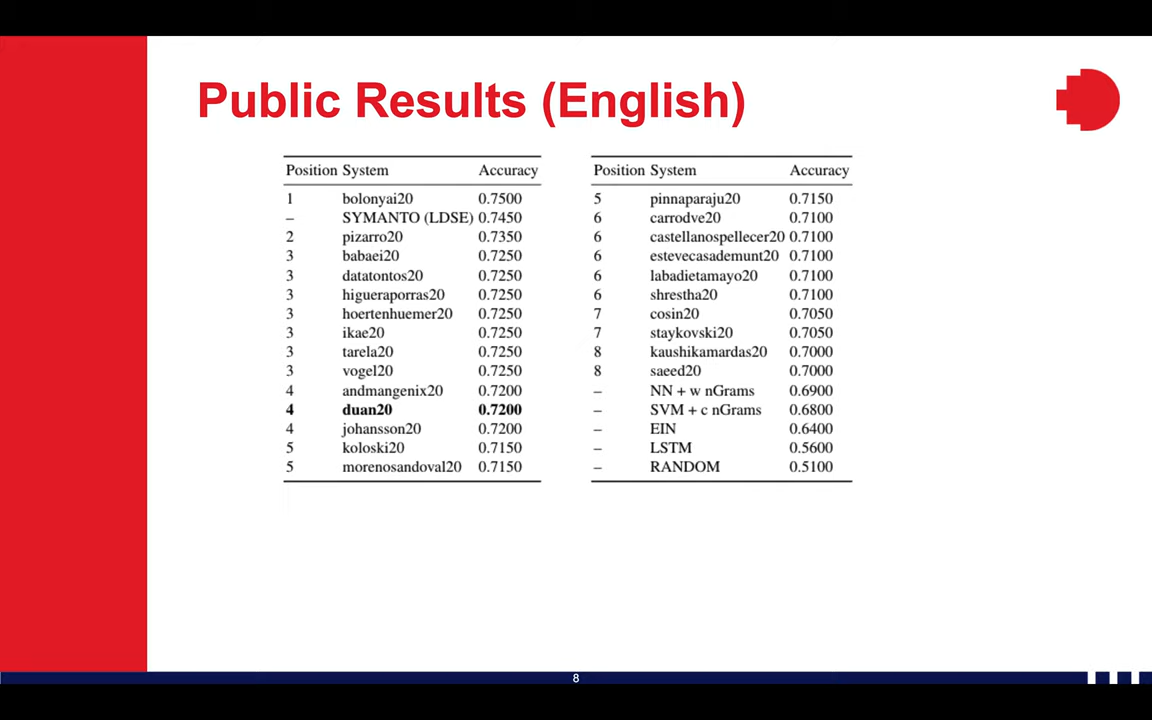 Public Results (English)
Position System Accuracy
1 bolonyai20 0.7500
– SYMANTO (LDSE) 0.7450
2 pizarro20 0.7350
3 babaei20 0.7250
3 datatontos20 0.7250
3 higueraporras20 0.7250
3 hoertenhuemer20 0.7250
3 ikae20 0.7250
3 tarela20 0.7250
3 vogel20 0.7250
4 andmangenix20 0.7200
4 duan20 0.7200
4 johansson20 0.7200
5 koloski20 0.7150
5 morenosandoval20 0.7150
Position System Accuracy
5 pinnaparaju20 0.7150
6 carrodve20 0.7100
6 castellanospellecer20 0.7100
6 estevecasademunt20 0.7100
6 labadietamayo20 0.7100
6 shrestha20 0.7100
7 cosin20 0.7050
7 staykovski20 0.7050
8 kaushikamardas20 0.7000
8 saeed20 0.7000
– NN + w nGrams 0.6900
– SVM + c nGrams 0.6800
– EIN 0.6400
– LSTM 0.5600
– RANDOM 0.5100
8